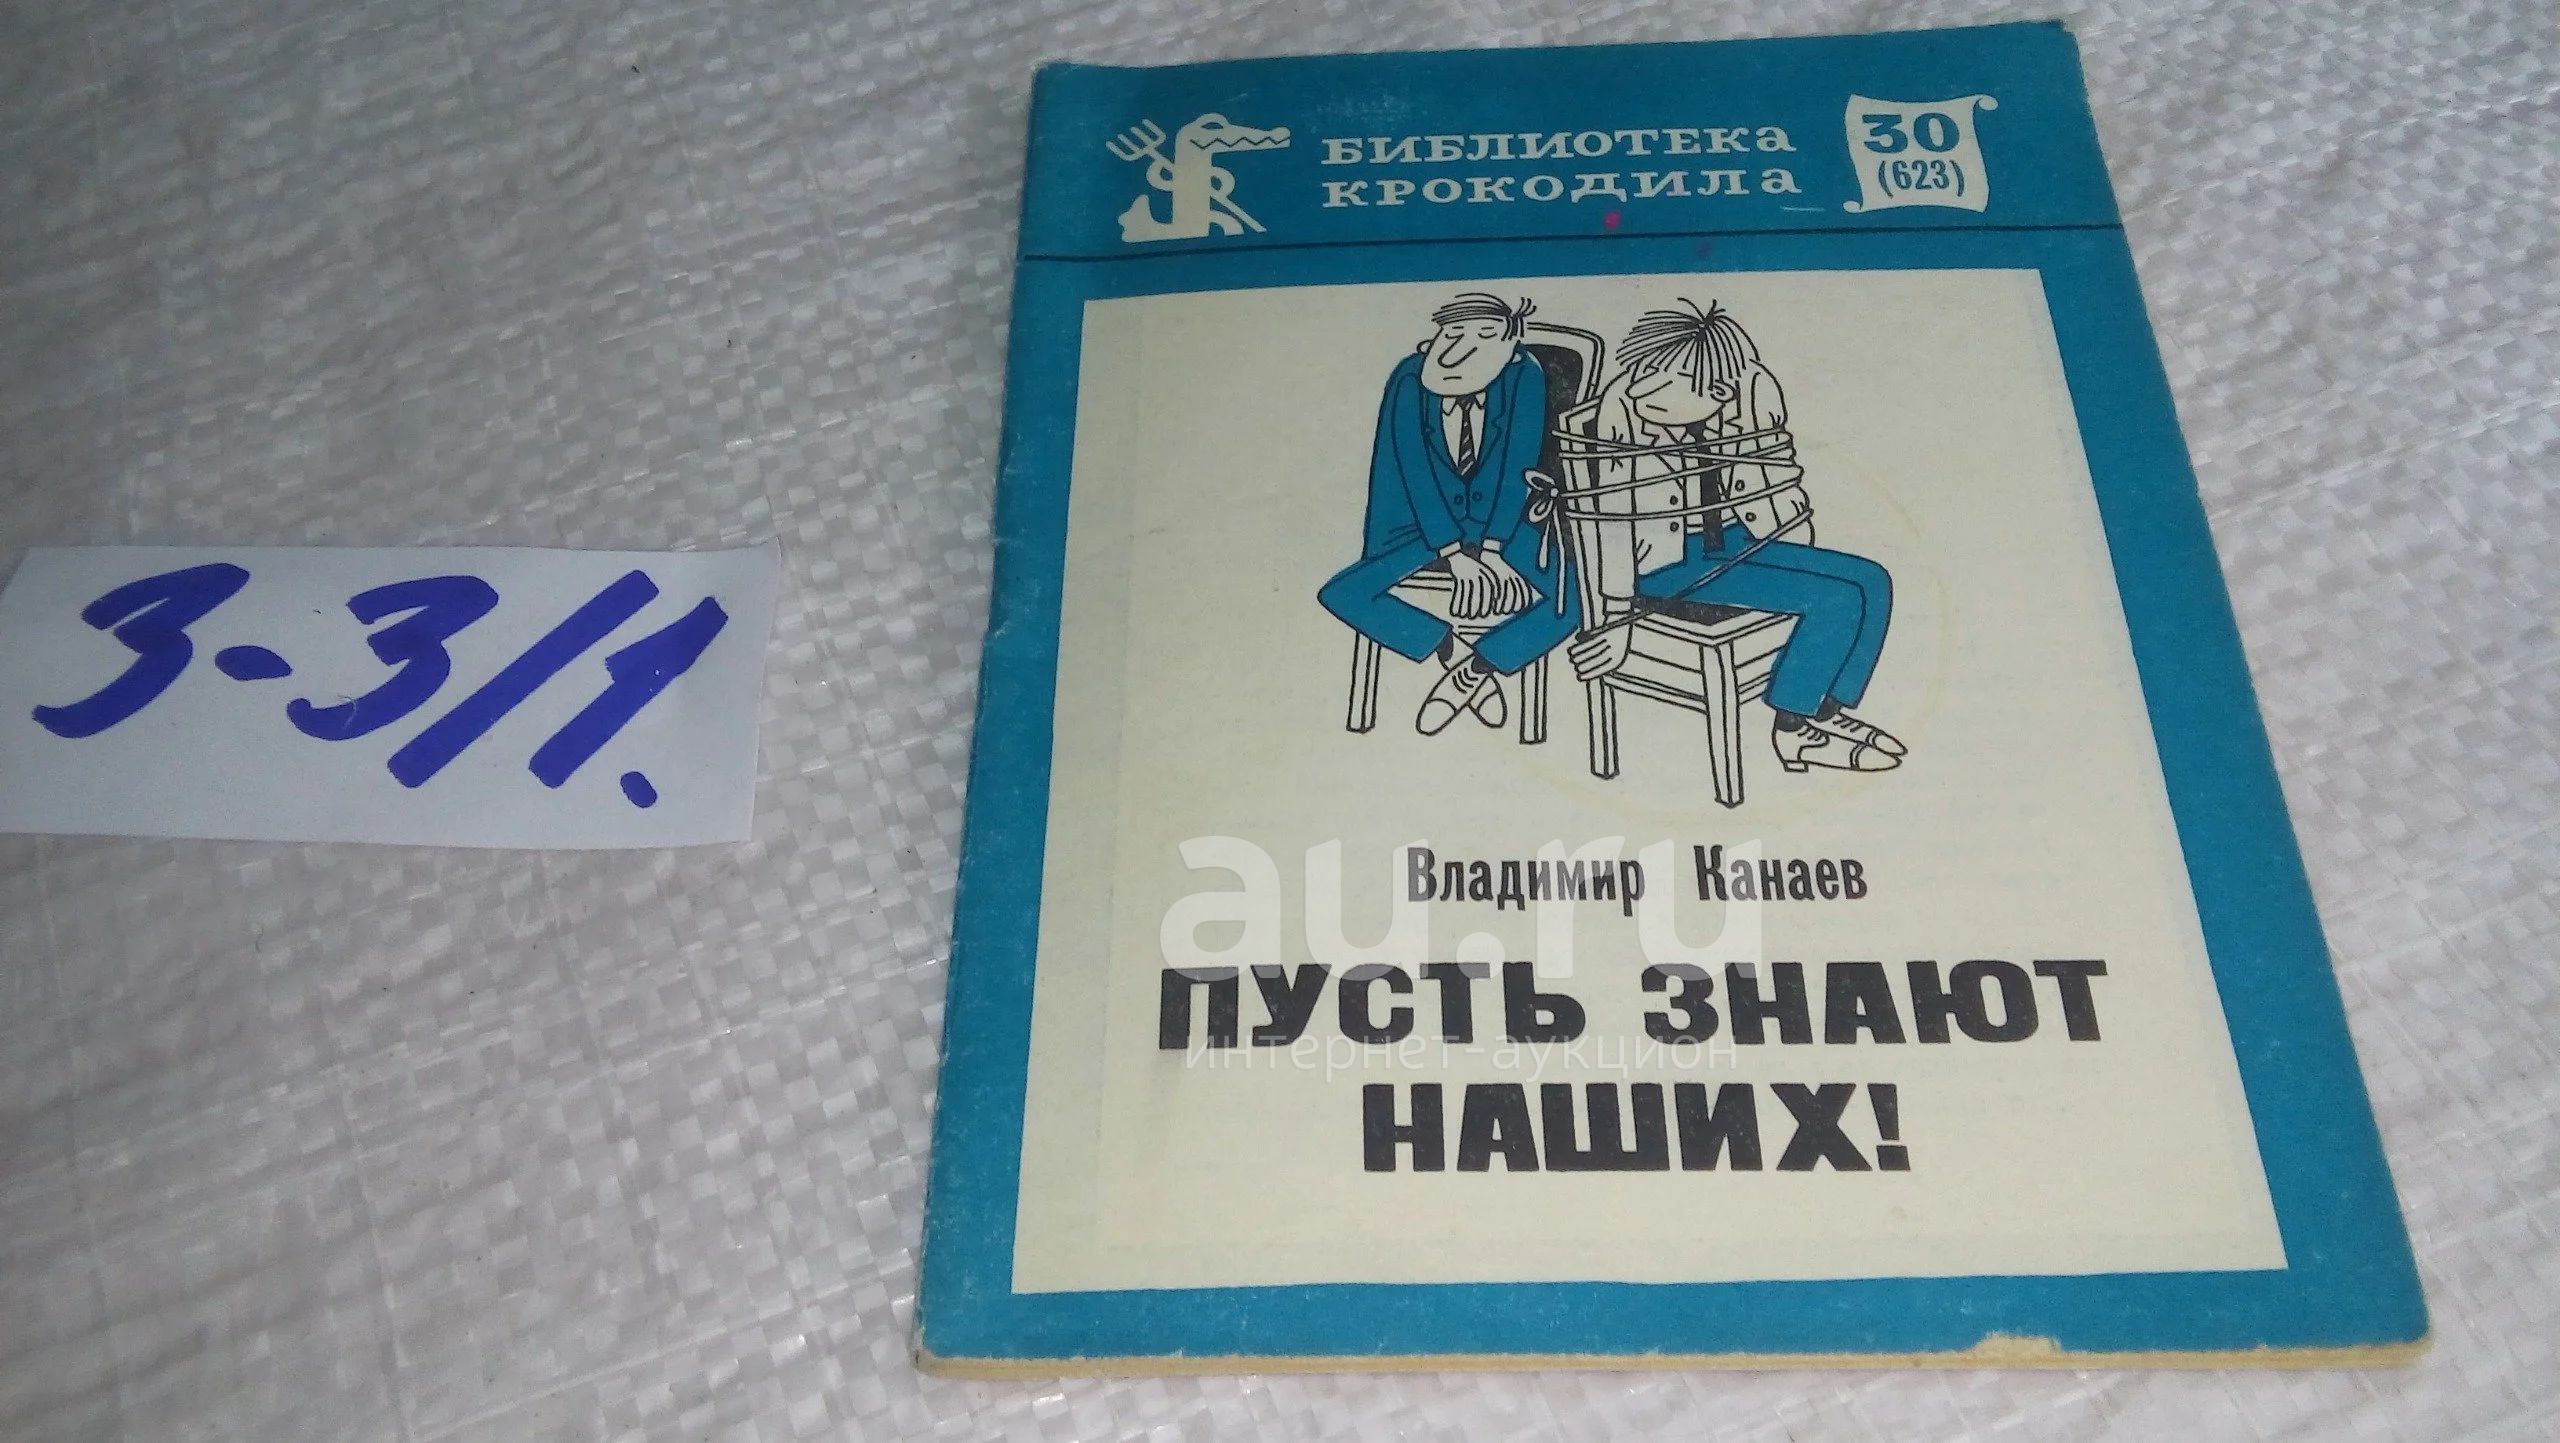 БИБЛИОТЕКА
КРОКОДИЛА
30
(623)
3-3/1.
Владимир Канаев
au.ru
ПУСТЬ ЗНАЮТ
интернет-аукцион
НАШИХ!